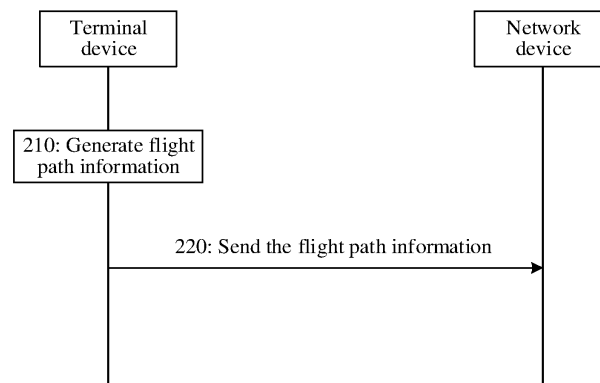 Terminal
device
Network
device
210: Generate flight
path information
220: Send the flight path information